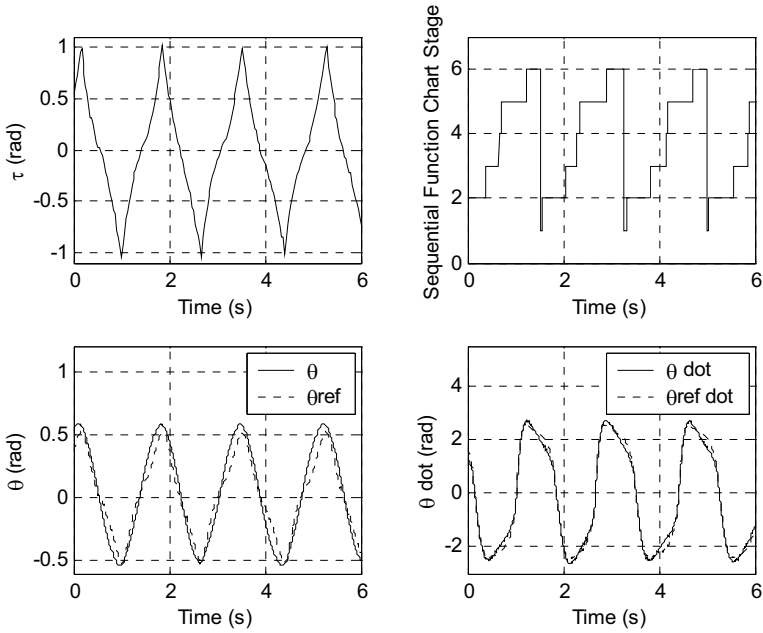 1
0.5
0
-0.5
-1
τ (rad)
0
2
4
6
Time (s)
Sequential Function Chart Stage
6
4
2
0
0
2
4
6
Time (s)
1
0.5
0
-0.5
θ (rad)
θ
θref
0
2
4
6
Time (s)
4
2
0
-2
θ dot (rad)
θ dot
θref dot
0
2
4
6
Time (s)